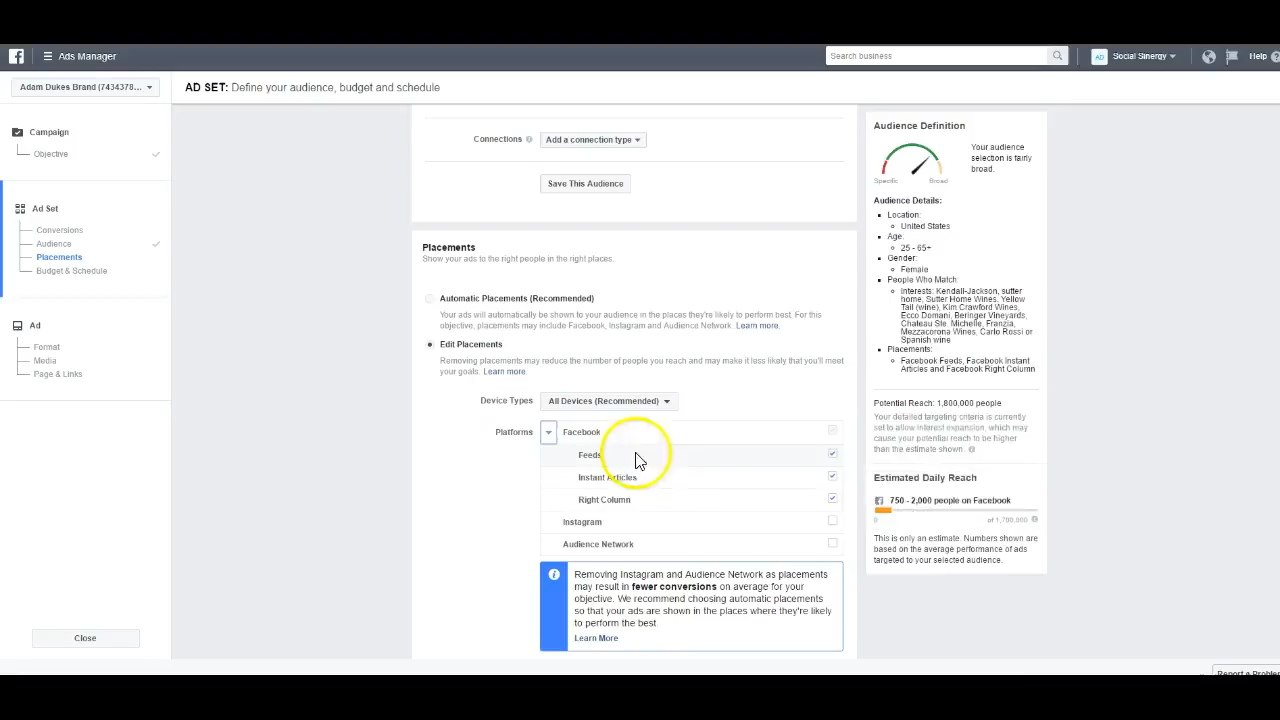 Ads Manager
Search business
AD Social Sinergy
Help
Adam Dukes Brand (7434378...
AD SET: Define your audience, budget and schedule
Campaign
Objective
Ad Set
Conversions
Audience
Placements
Budget & Schedule
Ad
Format
Media
Page & Links
Close
Connections
Add a connection type
Save This Audience
Placements
Show your ads to the right people in the right places.
Automatic Placements (Recommended)
Your ads will automatically be shown to your audience in the places they're likely to perform best. For this
objective, placements may include Facebook, Instagram and Audience Network. Learn more.
Edit Placements
Removing placements may reduce the number of people you reach and may make it less likely that you'll meet
your goals. Learn more.
Device Types
All Devices (Recommended)
Platforms
Facebook
Feeds
Instant Articles
Right Column
Instagram
Audience Network
Removing Instagram and Audience Network as placements
may result in fewer conversions on average for your
objective. We recommend choosing automatic placements
so that your ads are shown in the places where they're likely
to perform the best.
Learn More
Audience Definition
Your audience
selection is fairly
broad.
Specific
Broad
Audience Details:
Location:
United States
Age:
25 - 65+
Gender:
Female
People Who Match:
Interests: Kendall-Jackson, sutter
home, Sutter Home Wines, Yellow
Tail (wine), Kim Crawford Wines,
Ecco Domani, Beringer Vineyards,
Chateau Ste. Michelle, Franzia,
Mezzacorona Wines, Carlo Rossi or
Spanish wine
Placements:
Facebook Feeds, Facebook Instant
Articles and Facebook Right Column
Potential Reach: 1,800,000 people
Your detailed targeting criteria is currently
set to allow interest expansion, which may
cause your potential reach to be higher
than the estimate shown.
Estimated Daily Reach
750 - 2,000 people on Facebook
0
of 1,700,000
This is only an estimate. Numbers shown are
based on the average performance of ads
targeted to your selected audience.
Report a Problem